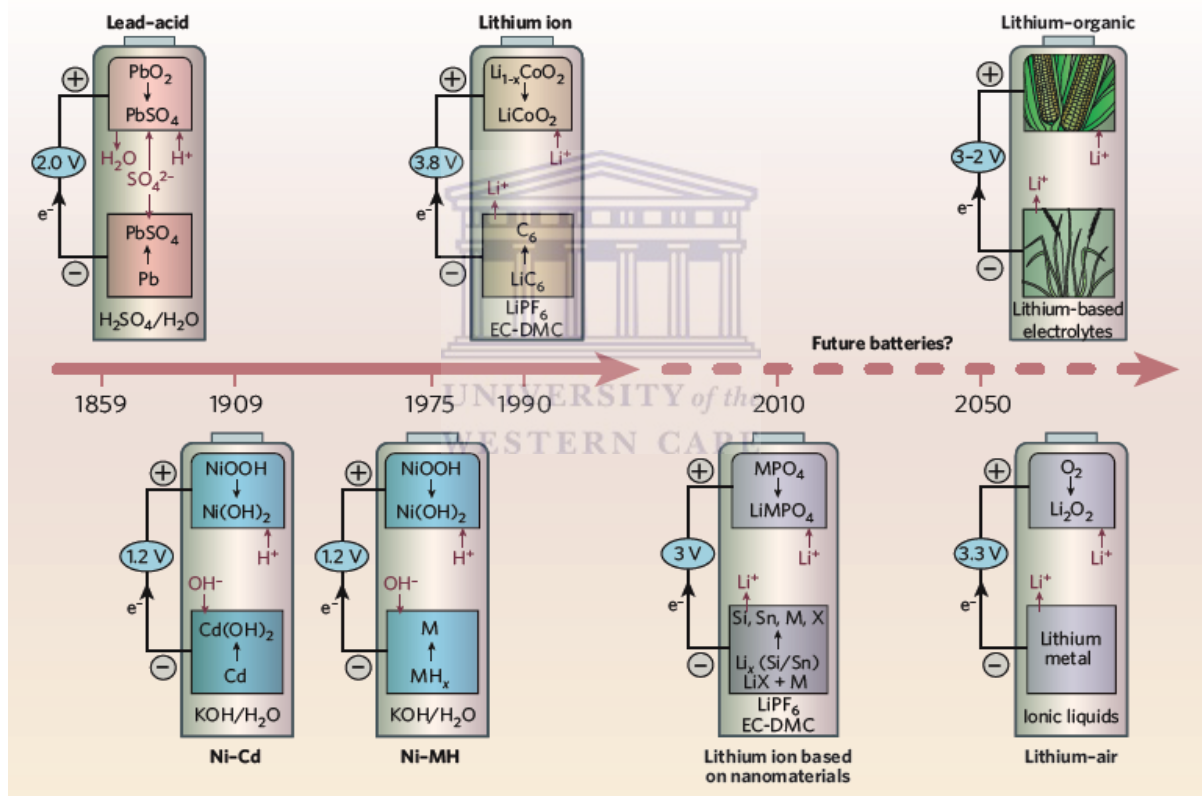 Lead–acid
+
PbO₂
↓
PbSO₄
H₂O
H⁺
SO₄²⁻
2.0 V
e⁻
PbSO₄
↑
Pb
−
H₂SO₄/H₂O
Lithium ion
+
Li₁₋ₓCoO₂
↓
LiCoO₂
Li⁺
3.8 V
Li⁺
e⁻
C₆
↑
LiC₆
−
LiPF₆
EC-DMC
Lithium-organic
+
Li⁺
3–2 V
Li⁺
e⁻
−
Lithium-based
electrolytes
Future batteries?
1859
1909
1975
1990
2010
2050
UNIVERSITY of the
WESTERN CAPE
+
NiOOH
↓
Ni(OH)₂
H⁺
1.2 V
OH⁻
e⁻
Cd(OH)₂
↑
Cd
−
KOH/H₂O
Ni–Cd
+
NiOOH
↓
Ni(OH)₂
H⁺
1.2 V
OH⁻
e⁻
M
↑
MHₓ
−
KOH/H₂O
Ni–MH
+
MPO₄
↓
LiMPO₄
Li⁺
3 V
Li⁺
e⁻
Si, Sn, M, X
↑
Liₓ (Si/Sn)
LiX + M
−
LiPF₆
EC-DMC
Lithium ion based
on nanomaterials
+
O₂
↓
Li₂O₂
Li⁺
3.3 V
Li⁺
e⁻
Lithium
metal
−
Ionic liquids
Lithium–air